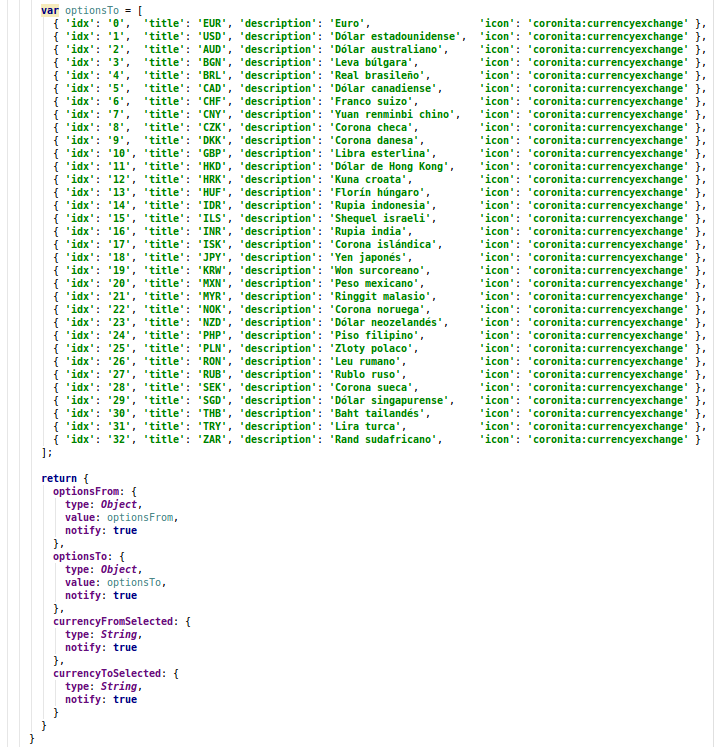 var optionsTo = [
{ 'idx': '0', 'title': 'EUR', 'description': 'Euro', 'icon': 'coronita:currencyexchange' },
{ 'idx': '1', 'title': 'USD', 'description': 'Dólar estadounidense', 'icon': 'coronita:currencyexchange' },
{ 'idx': '2', 'title': 'AUD', 'description': 'Dólar australiano', 'icon': 'coronita:currencyexchange' },
{ 'idx': '3', 'title': 'BGN', 'description': 'Leva búlgara', 'icon': 'coronita:currencyexchange' },
{ 'idx': '4', 'title': 'BRL', 'description': 'Real brasileño', 'icon': 'coronita:currencyexchange' },
{ 'idx': '5', 'title': 'CAD', 'description': 'Dólar canadiense', 'icon': 'coronita:currencyexchange' },
{ 'idx': '6', 'title': 'CHF', 'description': 'Franco suizo', 'icon': 'coronita:currencyexchange' },
{ 'idx': '7', 'title': 'CNY', 'description': 'Yuan renminbi chino', 'icon': 'coronita:currencyexchange' },
{ 'idx': '8', 'title': 'CZK', 'description': 'Corona checa', 'icon': 'coronita:currencyexchange' },
{ 'idx': '9', 'title': 'DKK', 'description': 'Corona danesa', 'icon': 'coronita:currencyexchange' },
{ 'idx': '10', 'title': 'GBP', 'description': 'Libra esterlina', 'icon': 'coronita:currencyexchange' },
{ 'idx': '11', 'title': 'HKD', 'description': 'Dólar de Hong Kong', 'icon': 'coronita:currencyexchange' },
{ 'idx': '12', 'title': 'HRK', 'description': 'Kuna croata', 'icon': 'coronita:currencyexchange' },
{ 'idx': '13', 'title': 'HUF', 'description': 'Florín húngaro', 'icon': 'coronita:currencyexchange' },
{ 'idx': '14', 'title': 'IDR', 'description': 'Rupia indonesia', 'icon': 'coronita:currencyexchange' },
{ 'idx': '15', 'title': 'ILS', 'description': 'Shequel israeli', 'icon': 'coronita:currencyexchange' },
{ 'idx': '16', 'title': 'INR', 'description': 'Rupia india', 'icon': 'coronita:currencyexchange' },
{ 'idx': '17', 'title': 'ISK', 'description': 'Corona islándica', 'icon': 'coronita:currencyexchange' },
{ 'idx': '18', 'title': 'JPY', 'description': 'Yen japonés', 'icon': 'coronita:currencyexchange' },
{ 'idx': '19', 'title': 'KRW', 'description': 'Won surcoreano', 'icon': 'coronita:currencyexchange' },
{ 'idx': '20', 'title': 'MXN', 'description': 'Peso mexicano', 'icon': 'coronita:currencyexchange' },
{ 'idx': '21', 'title': 'MYR', 'description': 'Ringgit malasio', 'icon': 'coronita:currencyexchange' },
{ 'idx': '22', 'title': 'NOK', 'description': 'Corona noruega', 'icon': 'coronita:currencyexchange' },
{ 'idx': '23', 'title': 'NZD', 'description': 'Dólar neozelandés', 'icon': 'coronita:currencyexchange' },
{ 'idx': '24', 'title': 'PHP', 'description': 'Piso filipino', 'icon': 'coronita:currencyexchange' },
{ 'idx': '25', 'title': 'PLN', 'description': 'Zloty polaco', 'icon': 'coronita:currencyexchange' },
{ 'idx': '26', 'title': 'RON', 'description': 'Leu rumano', 'icon': 'coronita:currencyexchange' },
{ 'idx': '27', 'title': 'RUB', 'description': 'Rublo ruso', 'icon': 'coronita:currencyexchange' },
{ 'idx': '28', 'title': 'SEK', 'description': 'Corona sueca', 'icon': 'coronita:currencyexchange' },
{ 'idx': '29', 'title': 'SGD', 'description': 'Dólar singapurense', 'icon': 'coronita:currencyexchange' },
{ 'idx': '30', 'title': 'THB', 'description': 'Baht tailandés', 'icon': 'coronita:currencyexchange' },
{ 'idx': '31', 'title': 'TRY', 'description': 'Lira turca', 'icon': 'coronita:currencyexchange' },
{ 'idx': '32', 'title': 'ZAR', 'description': 'Rand sudafricano', 'icon': 'coronita:currencyexchange' }
];
return {
optionsFrom: {
type: Object,
value: optionsFrom,
notify: true
},
optionsTo: {
type: Object,
value: optionsTo,
notify: true
},
currencyFromSelected: {
type: String,
notify: true
},
currencyToSelected: {
type: String,
notify: true
}
}
}